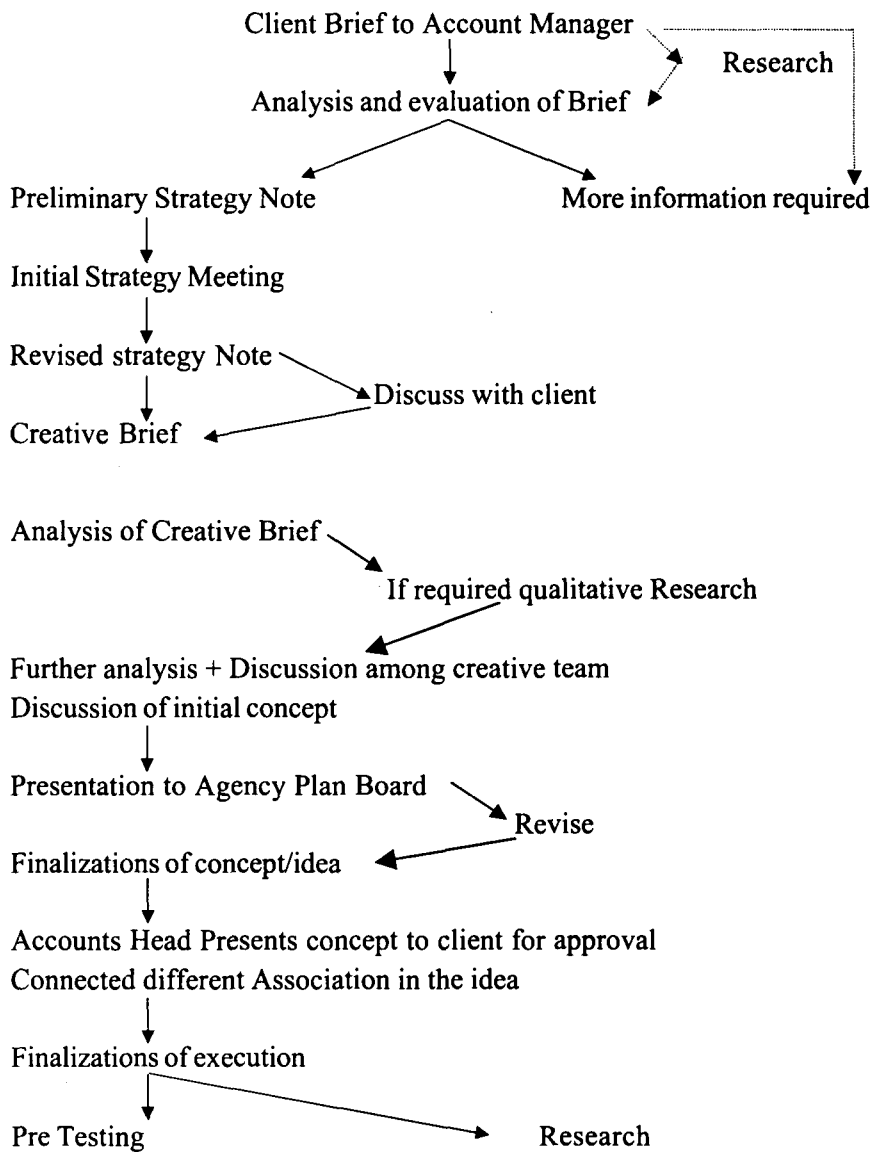 Client Brief to Account Manager
Research
Analysis and evaluation of Brief
Preliminary Strategy Note
More information required
Initial Strategy Meeting
Revised strategy Note
Discuss with client
Creative Brief
Analysis of Creative Brief
If required qualitative Research
Further analysis + Discussion among creative team
Discussion of initial concept
Presentation to Agency Plan Board
Revise
Finalizations of concept/idea
Accounts Head Presents concept to client for approval
Connected different Association in the idea
Finalizations of execution
Pre Testing
Research